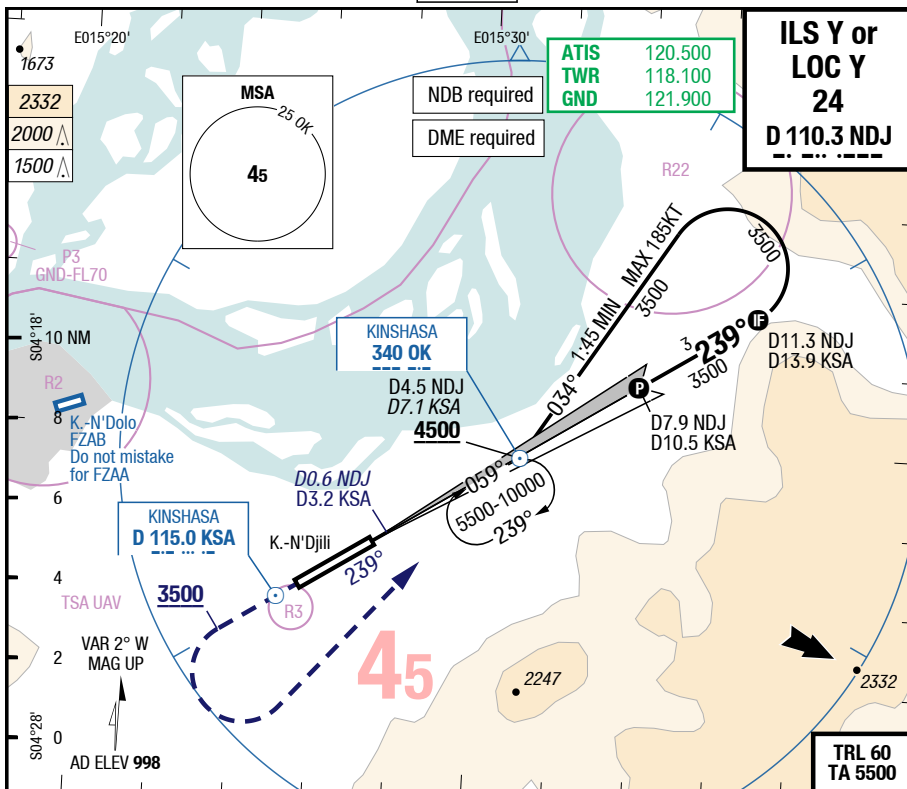 E015°20'
E015°30'
1673
2332
2000
1500
MSA
25 OK
45
NDB required
DME required
ATIS 120.500
TWR 118.100
GND 121.900
ILS Y or
LOC Y
24
D 110.3 NDJ
R22
P3
GND-FL70
S04°18'
10 NM
R2
8
K.-N'Dolo
FZAB
Do not mistake
for FZAA
KINSHASA
340 OK
D4.5 NDJ
D7.1 KSA
4500
034° 1:45 MIN MAX 185KT
3500
3500
3
239°
3500
IF
D11.3 NDJ
D13.9 KSA
P
D7.9 NDJ
D10.5 KSA
6
D0.6 NDJ
D3.2 KSA
059°
5500-10000
239°
KINSHASA
D 115.0 KSA
K.-N'Djili
239°
4
3500
R3
TSA UAV
45
VAR 2° W
MAG UP
2
2247
2332
S04°28'
0
AD ELEV 998
TRL 60
TA 5500